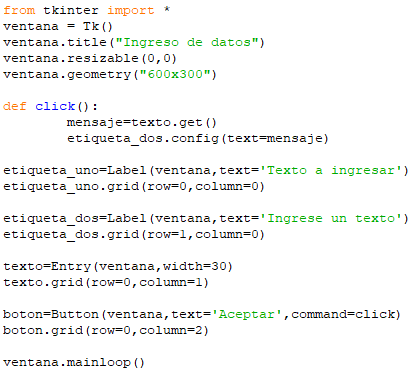 from tkinter import *
ventana = Tk()
ventana.title("Ingreso de datos")
ventana.resizable(0,0)
ventana.geometry("600x300")

def click():
        mensaje=texto.get()
        etiqueta_dos.config(text=mensaje)

etiqueta_uno=Label(ventana,text='Texto a ingresar')
etiqueta_uno.grid(row=0,column=0)

etiqueta_dos=Label(ventana,text='Ingrese un texto')
etiqueta_dos.grid(row=1,column=0)

texto=Entry(ventana,width=30)
texto.grid(row=0,column=1)

boton=Button(ventana,text='Aceptar',command=click)
boton.grid(row=0,column=2)

ventana.mainloop()